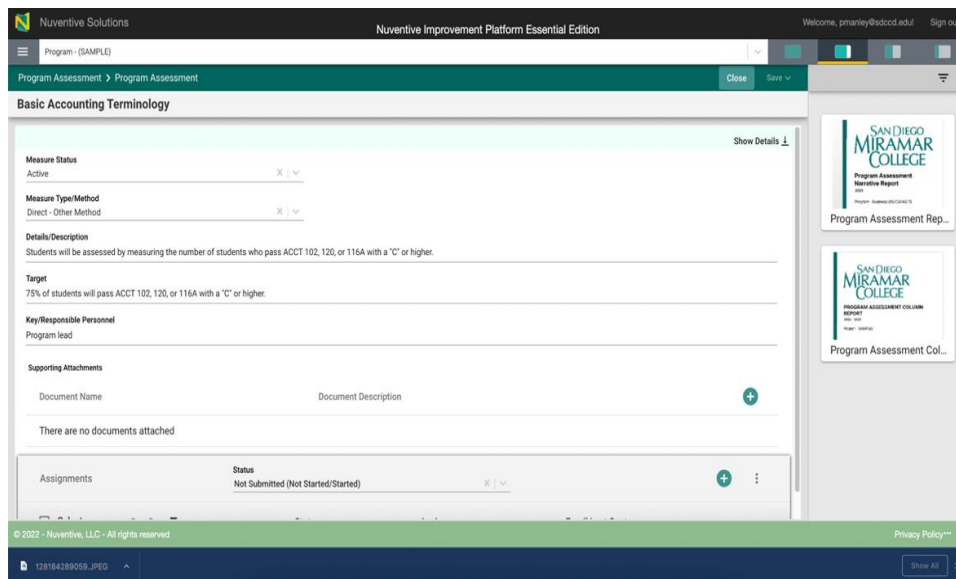 Nuventive Solutions
Nuventive Improvement Platform Essential Edition
Welcome, pmanley@sdccd.edu!
Sign ou
Program - (SAMPLE)
Program Assessment > Program Assessment
Close
Save
Basic Accounting Terminology
Show Details
Measure Status
Active
X
Measure Type/Method
Direct - Other Method
X
Details/Description
Students will be assessed by measuring the number of students who pass ACCT 102, 120, or 116A with a "C" or higher.
Target
75% of students will pass ACCT 102, 120, or 116A with a "C" or higher.
Key/Responsible Personnel
Program lead
Supporting Attachments
Document Name
Document Description
There are no documents attached
Assignments
Status
Not Submitted (Not Started/Started)
X
SAN DIEGO
MIRAMAR
COLLEGE
Program Assessment
Narrative Report
Program Assessment Rep...
SAN DIEGO
MIRAMAR
COLLEGE
PROGRAM ASSESSMENT COLUMN
REPORT
Program Assessment Col...
© 2022 - Nuventive, LLC - All rights reserved
Privacy Policy
128184289059.JPEG
Show All